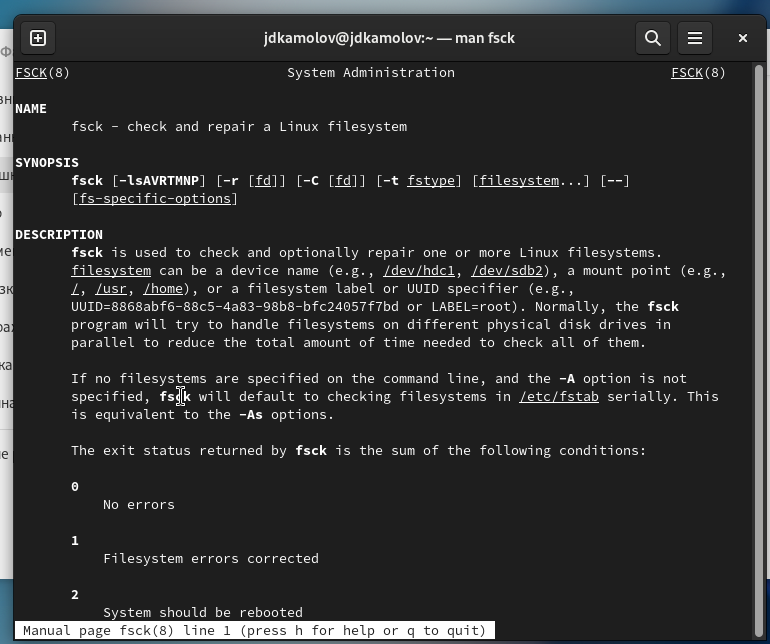 jdkamolov@jdkamolov:~ — man fsck
FSCK(8) System Administration FSCK(8)
NAME
fsck - check and repair a Linux filesystem
SYNOPSIS
fsck [-lsAVRTMNP] [-r [fd]] [-C [fd]] [-t fstype] [filesystem...] [--]
[fs-specific-options]
DESCRIPTION
fsck is used to check and optionally repair one or more Linux filesystems.
filesystem can be a device name (e.g., /dev/hdc1, /dev/sdb2), a mount point (e.g.,
/, /usr, /home), or a filesystem label or UUID specifier (e.g.,
UUID=8868abf6-88c5-4a83-98b8-bfc24057f7bd or LABEL=root). Normally, the fsck
program will try to handle filesystems on different physical disk drives in
parallel to reduce the total amount of time needed to check all of them.
If no filesystems are specified on the command line, and the -A option is not
specified, fsck will default to checking filesystems in /etc/fstab serially. This
is equivalent to the -As options.
The exit status returned by fsck is the sum of the following conditions:
0
No errors
1
Filesystem errors corrected
2
System should be rebooted
Manual page fsck(8) line 1 (press h for help or q to quit)